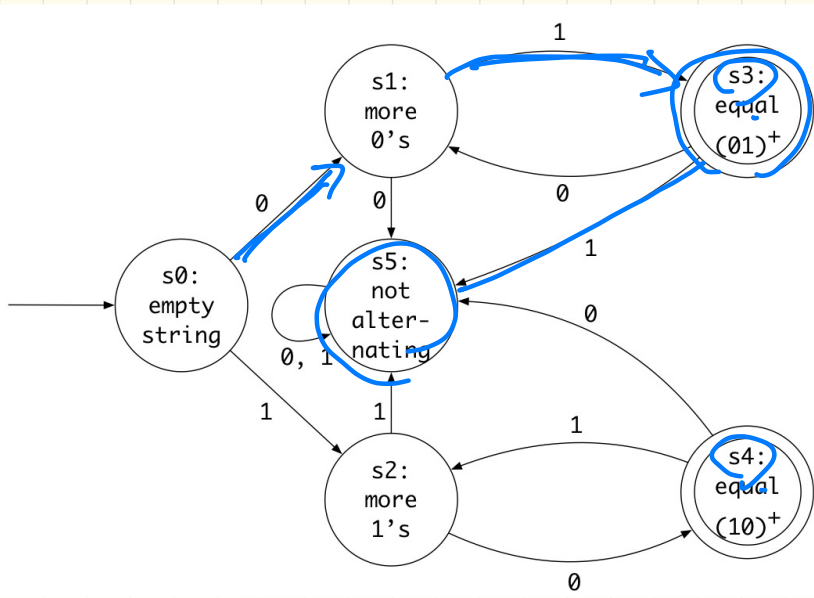 1
s1:
more
0's
s3:
equal
(01)+
0
0
0
s0:
empty
string
s5:
not
alter-
nating
1
0
0, 1
1
1
1
s2:
more
1's
s4:
equal
(10)+
0